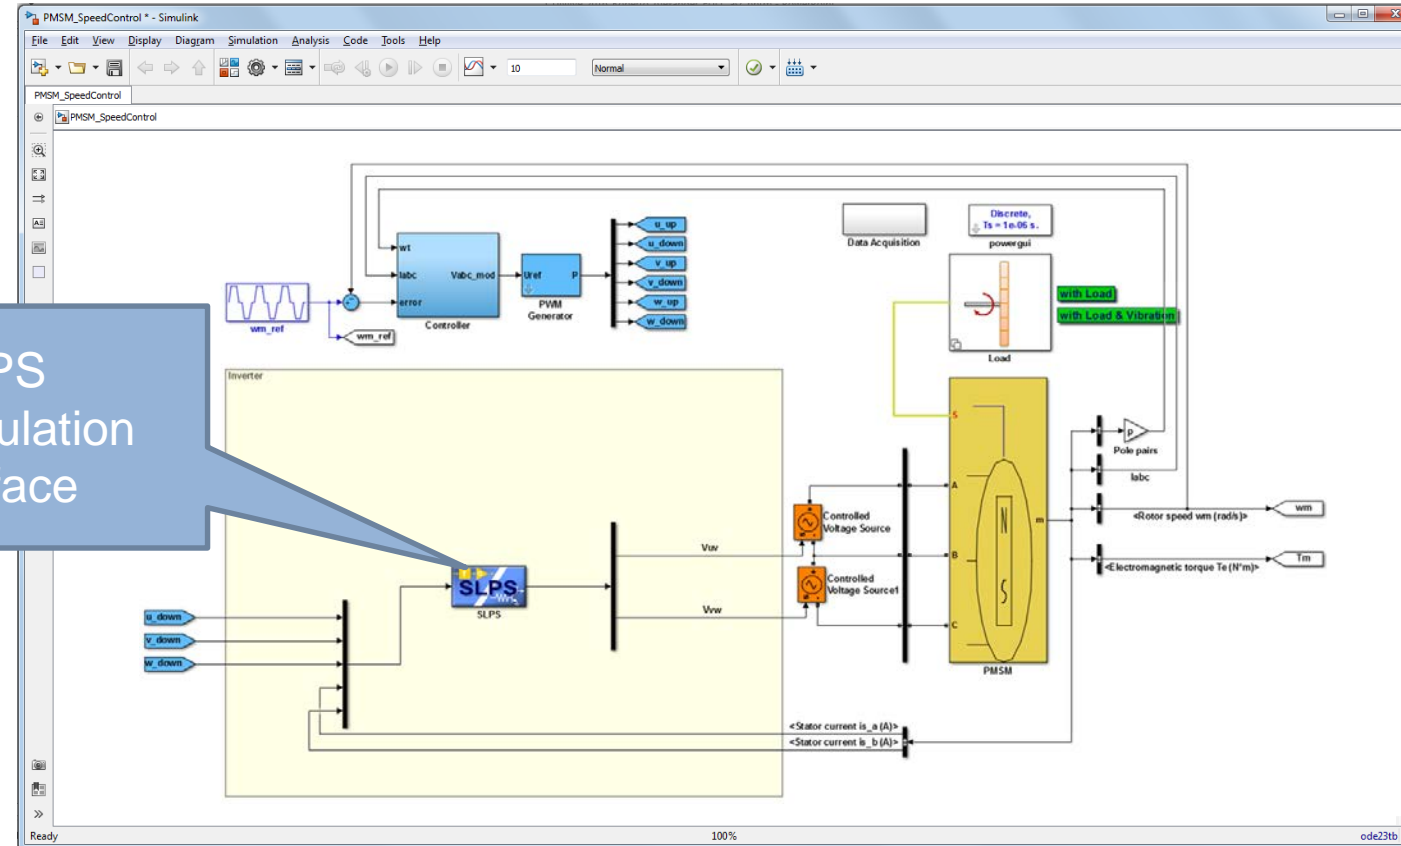 PMSM_SpeedControl * - Simulink
File Edit View Display Diagram Simulation Analysis Code Tools Help
10
Normal
PMSM_SpeedControl
PMSM_SpeedControl
wt
Iabc
error
Vabc_mod
Controller
Uref
P
PWM
Generator
u_up
u_down
v_up
v_down
w_up
w_down
wm_ref
wm_ref
Data Acquisition
Discrete,
Ts = 1e-06 s.
powergui
with Load
with Load & Vibration
Load
PS
ulation
face
Inverter
SLPS
SLPS
u_down
v_down
w_down
Vuv
Vvw
Controlled
Voltage Source
Controlled
Voltage Source1
S
A
B
C
m
N
S
PMSM
p
Pole pairs
Iabc
<Rotor speed wm (rad/s)>
wm
<Electromagnetic torque Te (N*m)>
Tm
<Stator current is_a (A)>
<Stator current is_b (A)>
Ready
100%
ode23tb